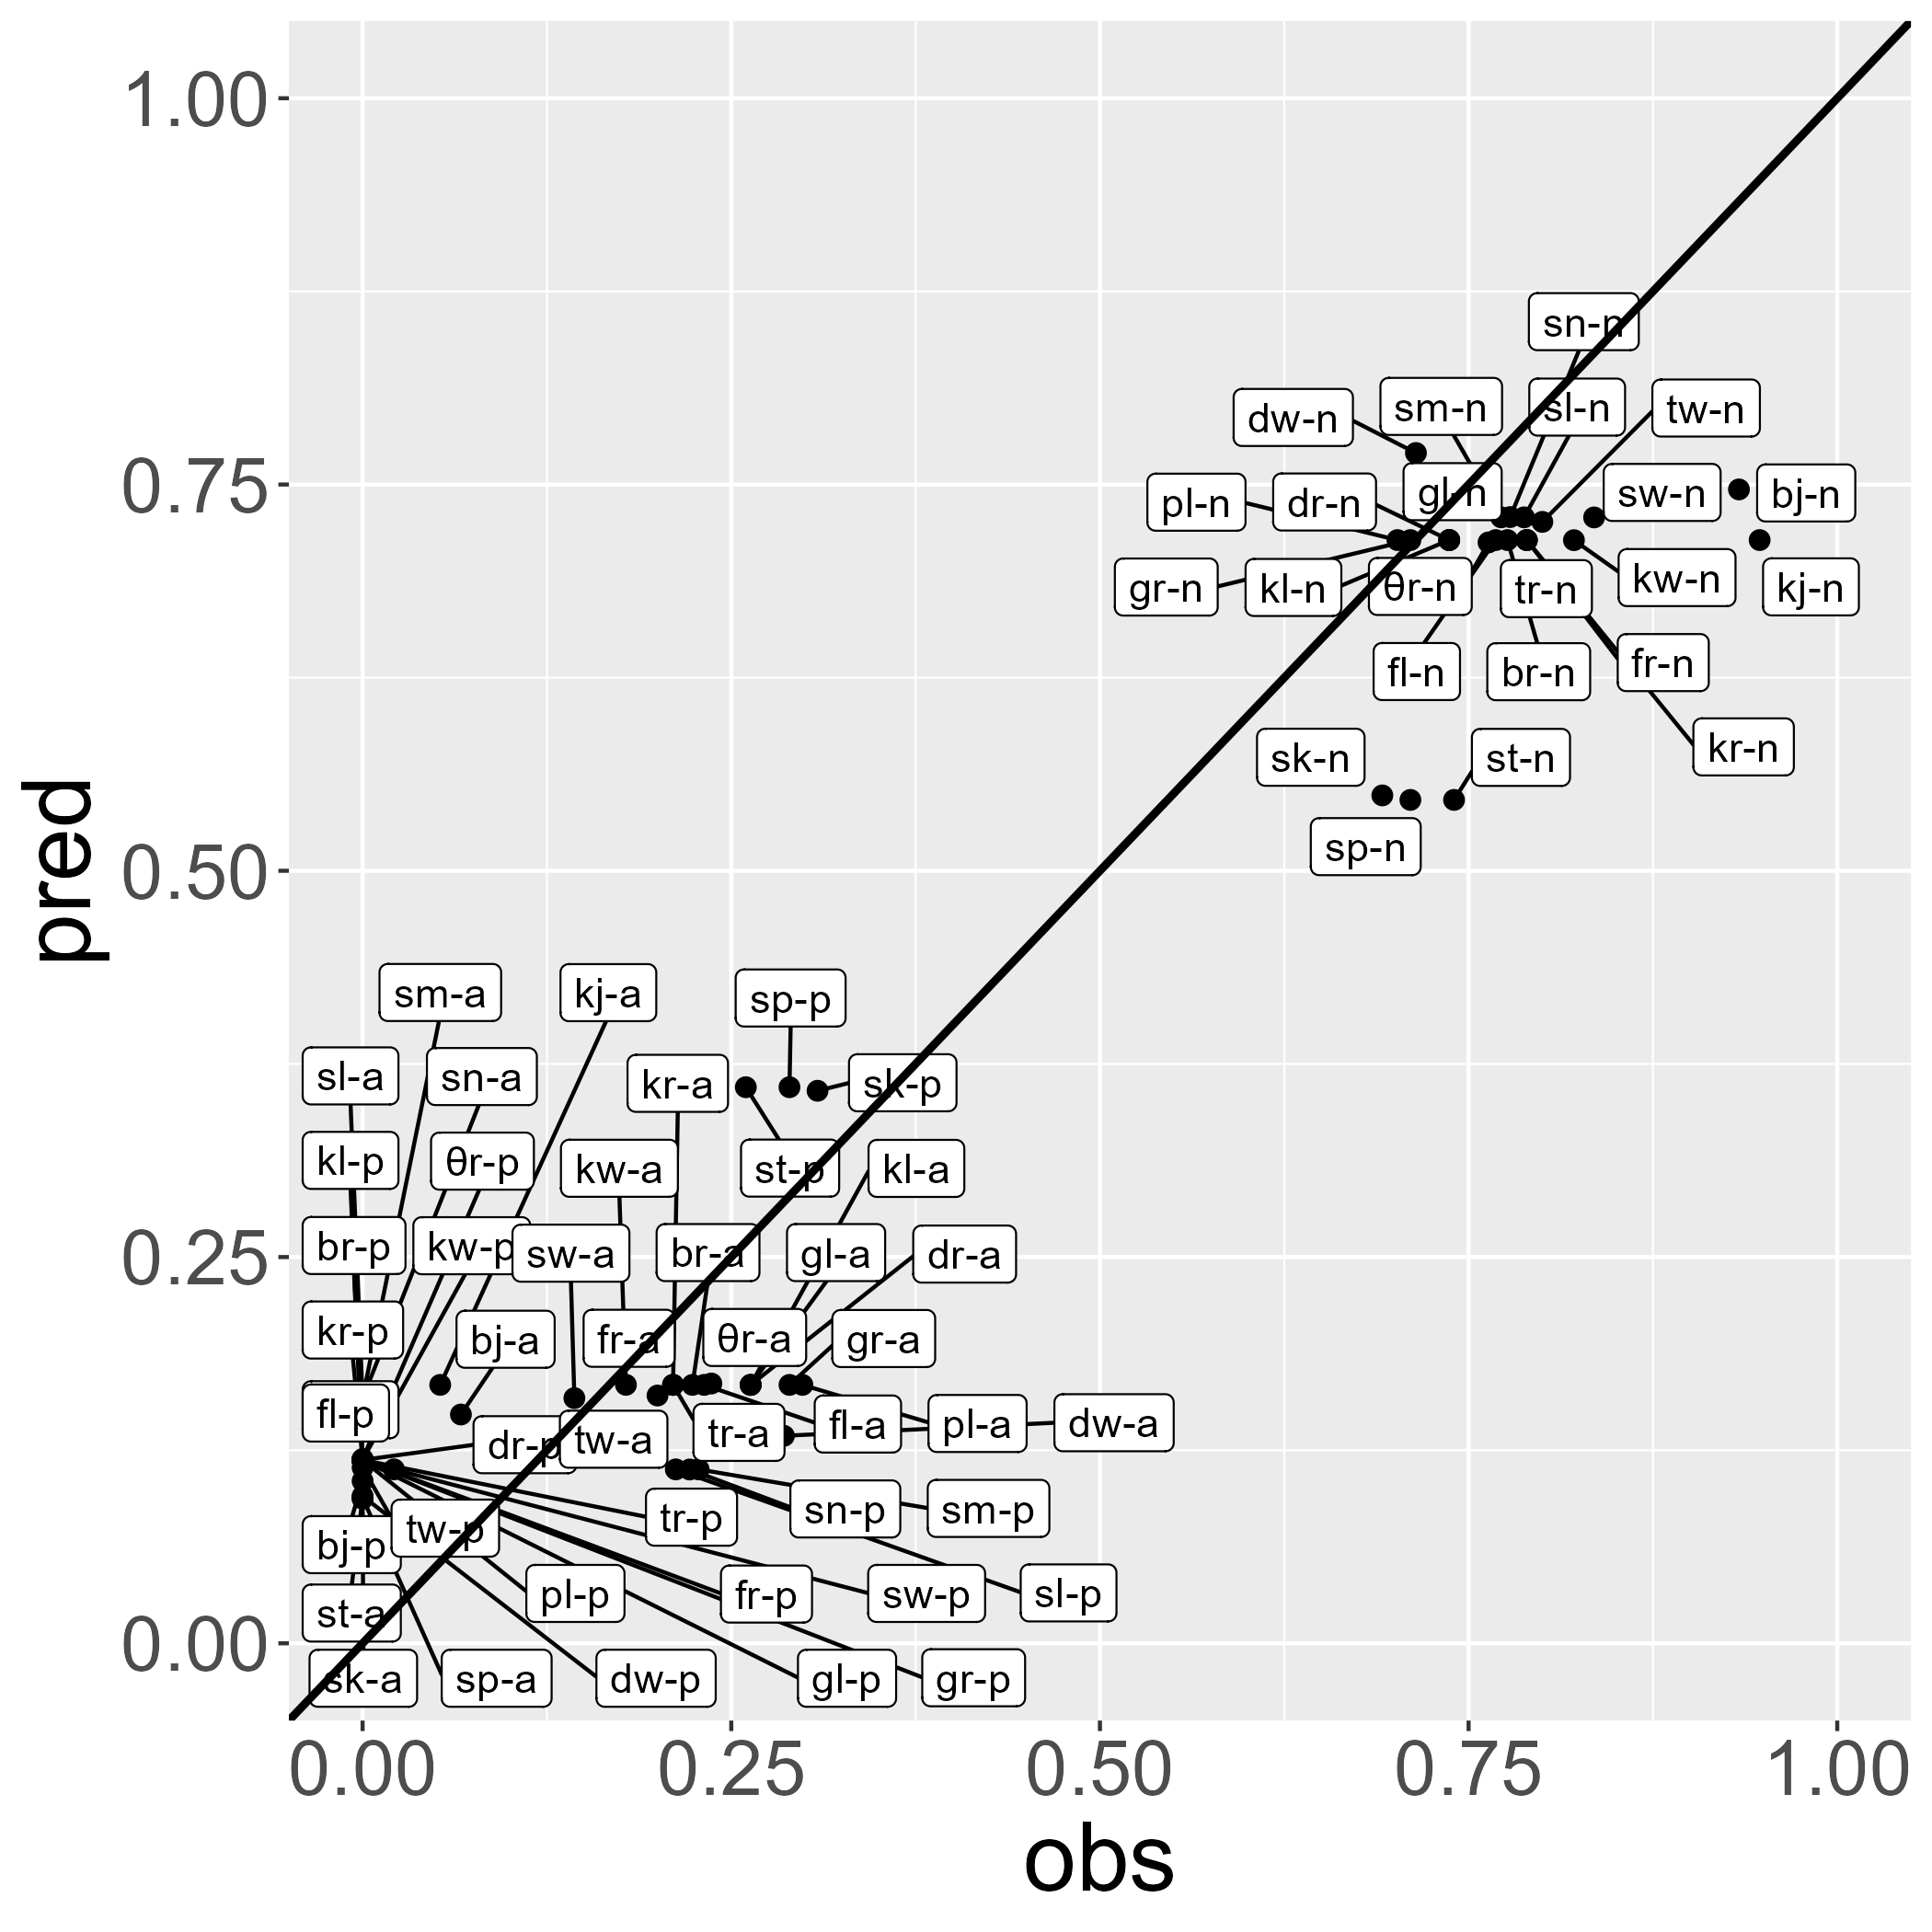 1.00
sn-n
dw-n
sm-n
sl-n
tw-n
0.75
pl-n
dr-n
gl-n
sw-n
bj-n
gr-n
kl-n
θr-n
tr-n
kw-n
kj-n
fl-n
br-n
fr-n
kr-n
sk-n
st-n
sp-n
pred
0.50
sm-a
kj-a
sp-p
sl-a
sn-a
kr-a
sk-p
kl-p
θr-p
kw-a
st-p
kl-a
0.25
br-p
kw-p
sw-a
br-a
gl-a
dr-a
kr-p
bj-a
fr-a
θr-a
gr-a
fl-p
dr-p
tw-a
tr-a
fl-a
pl-a
dw-a
bj-p
tw-p
tr-p
sn-p
sm-p
st-a
pl-p
fr-p
sw-p
sl-p
0.00
sk-a
sp-a
dw-p
gl-p
gr-p
0.00
0.25
0.50
0.75
1.00
obs